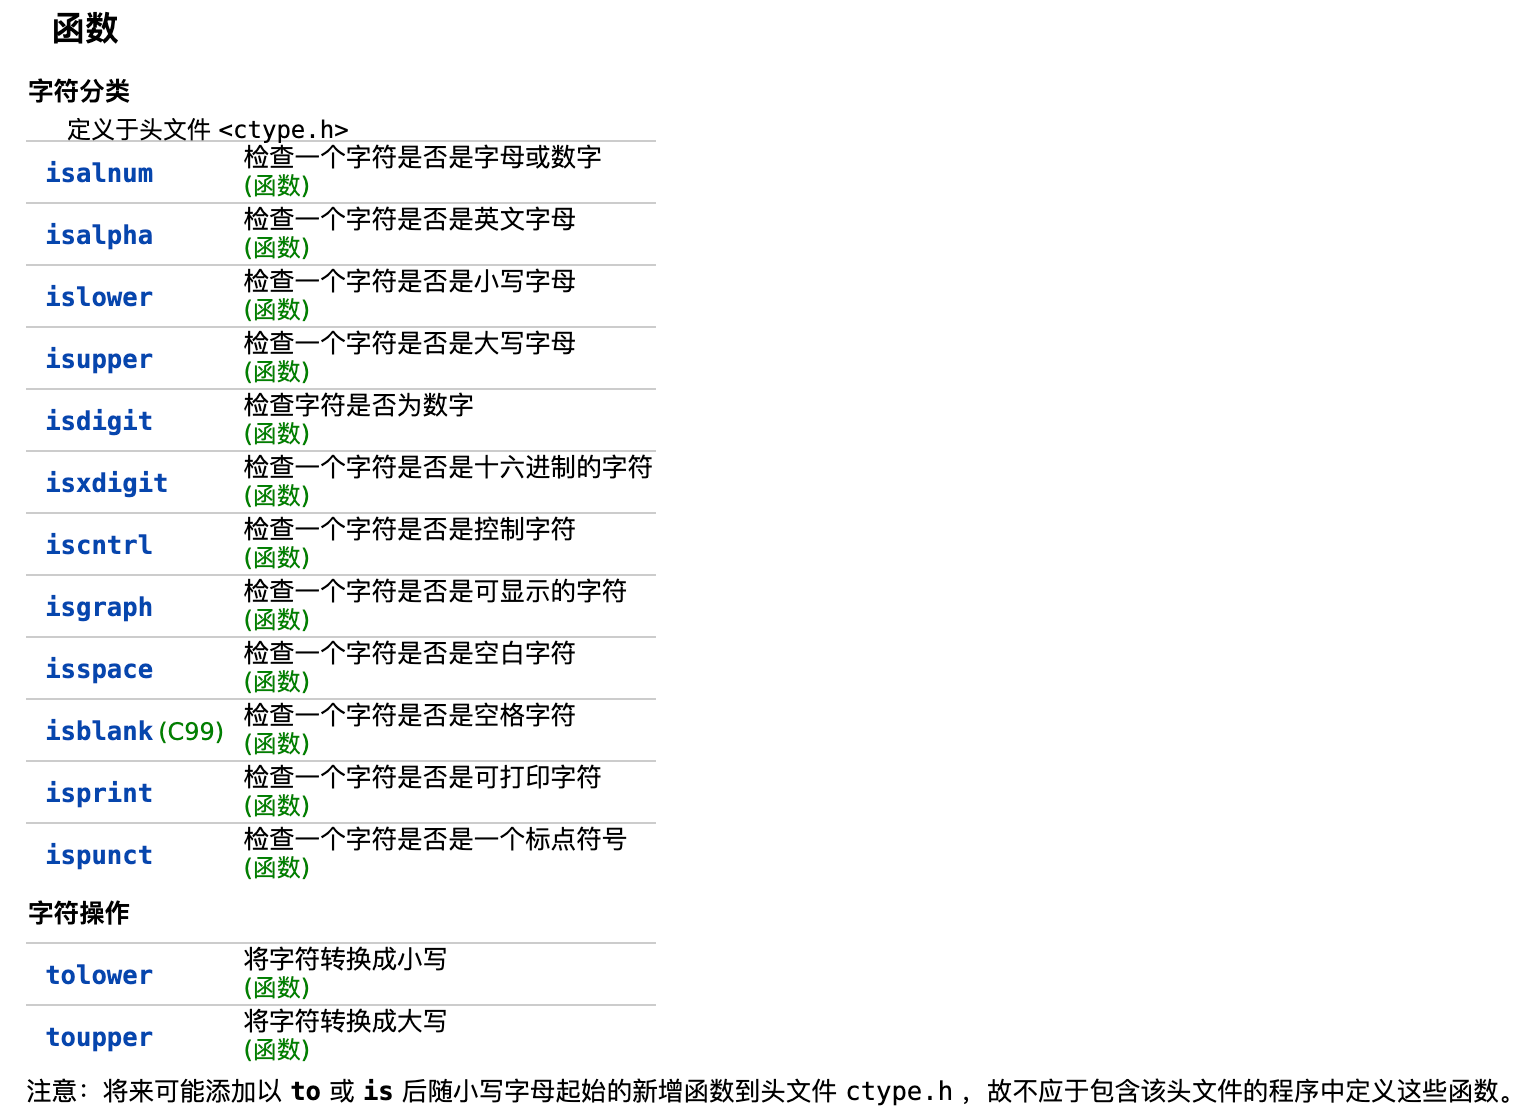 函数
字符分类
定义于头文件 <ctype.h>
isalnum 检查一个字符是否是字母或数字
(函数)
isalpha 检查一个字符是否是英文字母
(函数)
islower 检查一个字符是否是小写字母
(函数)
isupper 检查一个字符是否是大写字母
(函数)
isdigit 检查字符是否为数字
(函数)
isxdigit 检查一个字符是否是十六进制的字符
(函数)
iscntrl 检查一个字符是否是控制字符
(函数)
isgraph 检查一个字符是否是可显示的字符
(函数)
isspace 检查一个字符是否是空白字符
(函数)
isblank (C99) 检查一个字符是否是空格字符
(函数)
isprint 检查一个字符是否是可打印字符
(函数)
ispunct 检查一个字符是否是一个标点符号
(函数)
字符操作
tolower 将字符转换成小写
(函数)
toupper 将字符转换成大写
(函数)
注意：将来可能添加以 to 或 is 后随小写字母起始的新增函数到头文件 ctype.h ，故不应于包含该头文件的程序中定义这些函数。